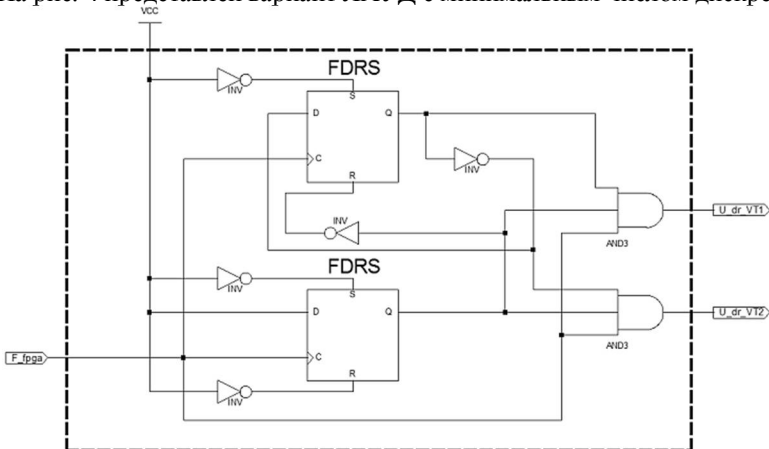 VCC
FDRS
INV
S
D
Q
C
INV
R
INV
U_dr_VT1
AND3
FDRS
INV
S
D
Q
U_dr_VT2
C
AND3
F_fpga
R
INV